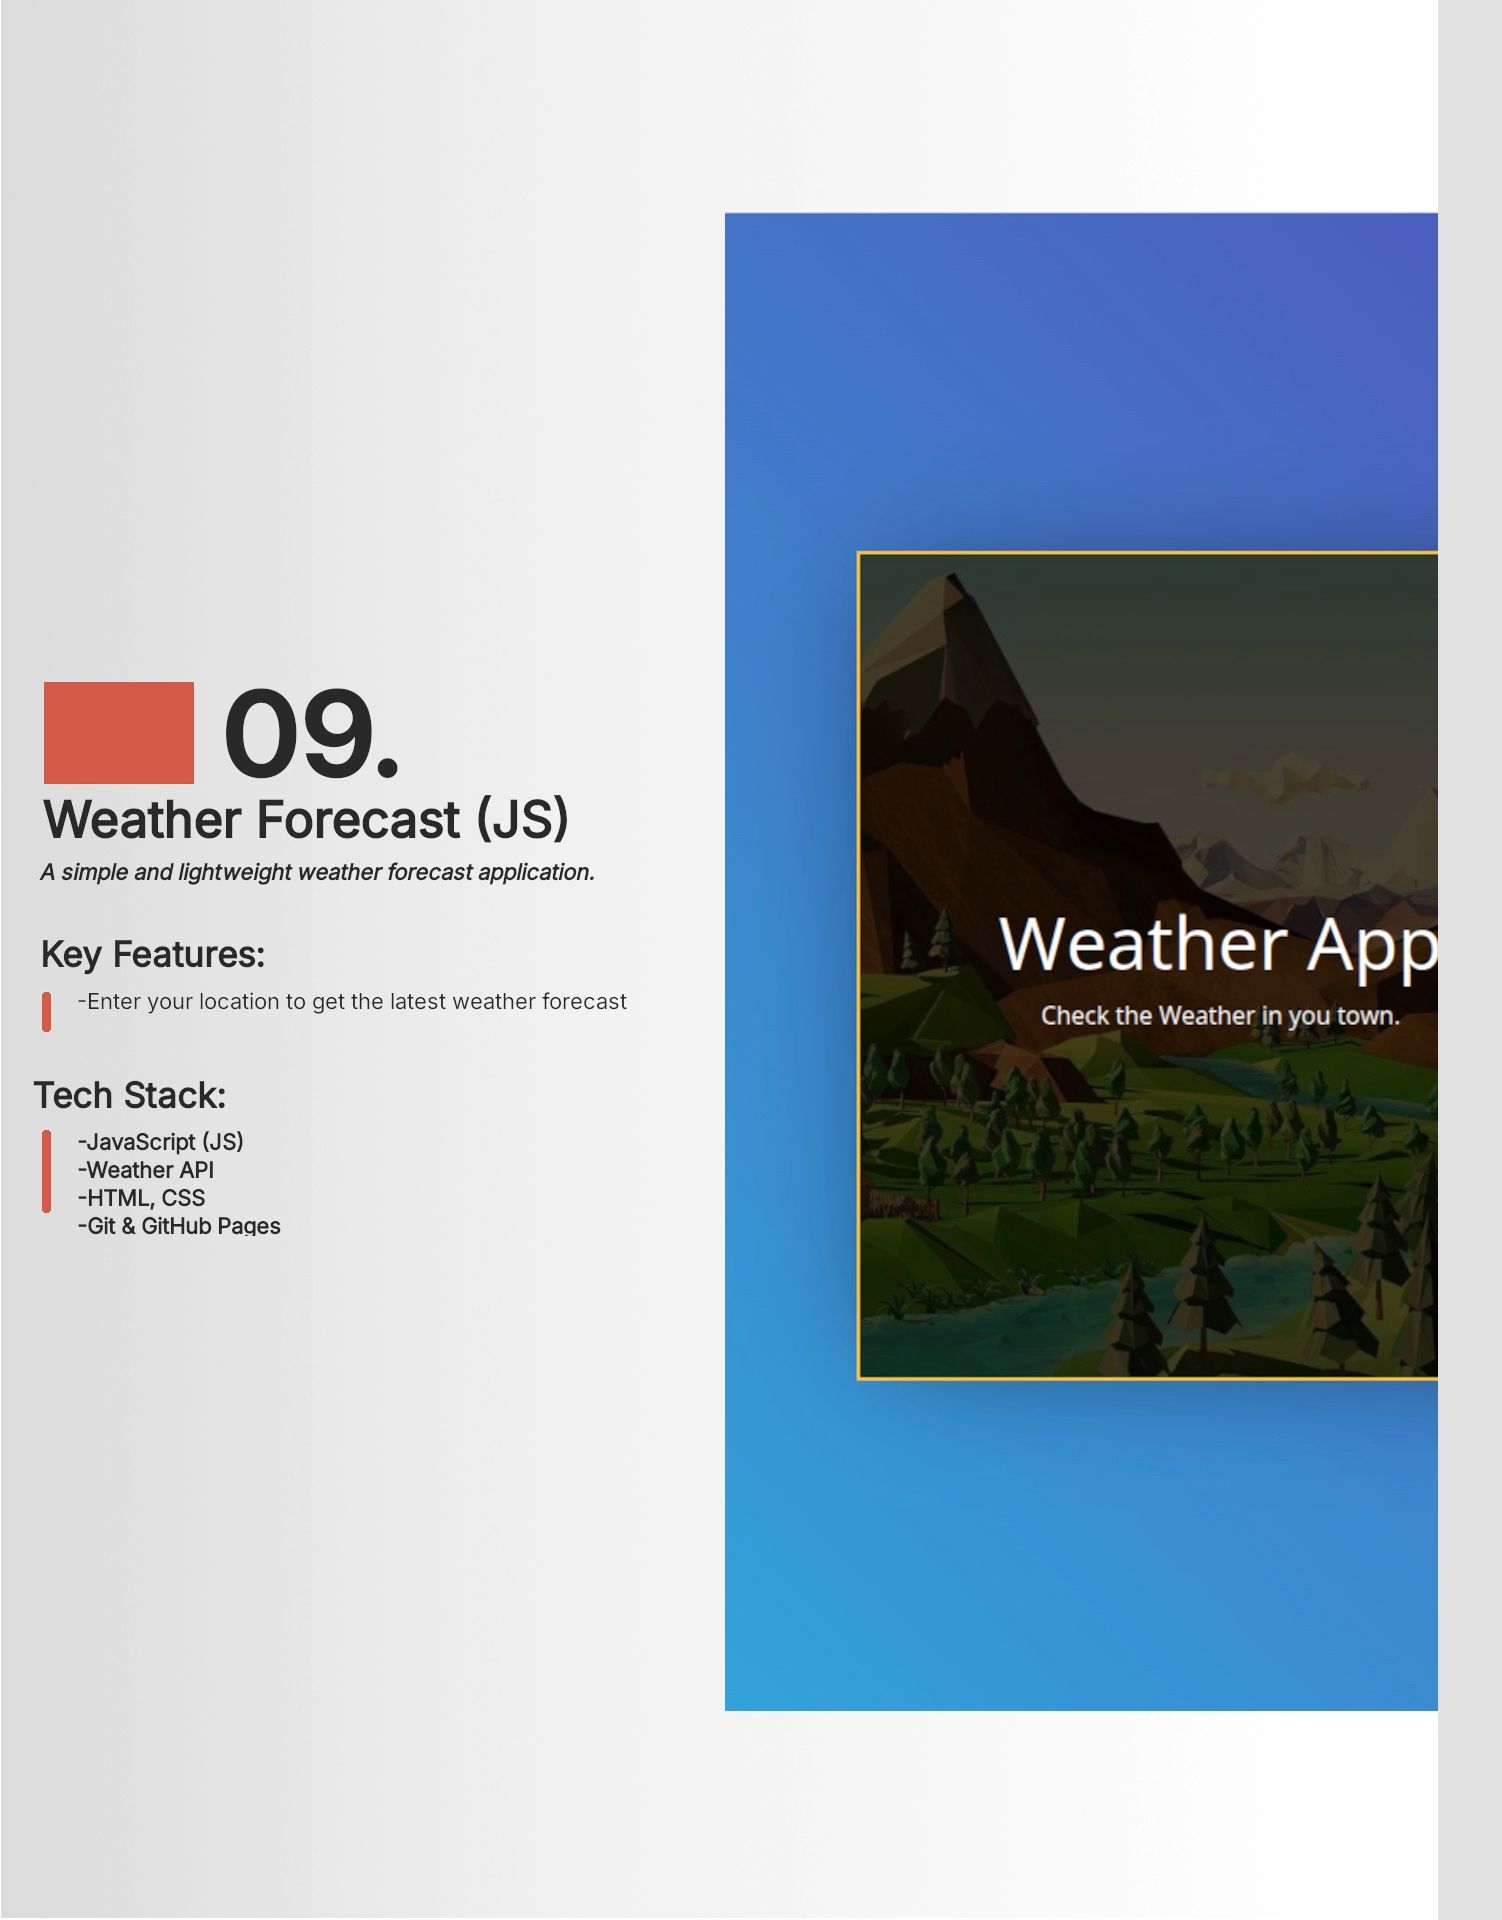 09.
Weather Forecast (JS)
A simple and lightweight weather forecast application.
Key Features:
-Enter your location to get the latest weather forecast
Tech Stack:
-JavaScript (JS)
-Weather API
-HTML, CSS
-Git & GitHub Pages
Weather App
Check the Weather in you town.